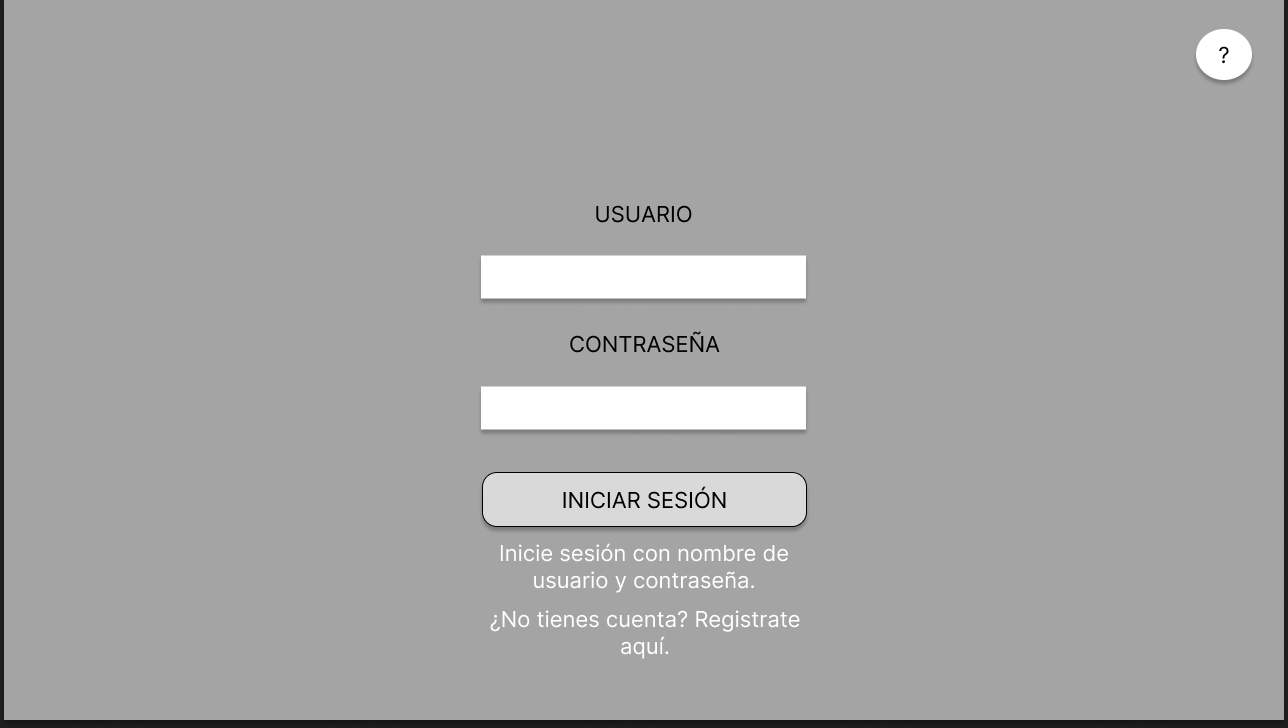 ?
USUARIO
CONTRASEÑA
INICIAR SESIÓN
Inicie sesión con nombre de
usuario y contraseña.
¿No tienes cuenta? Registrate
aquí.